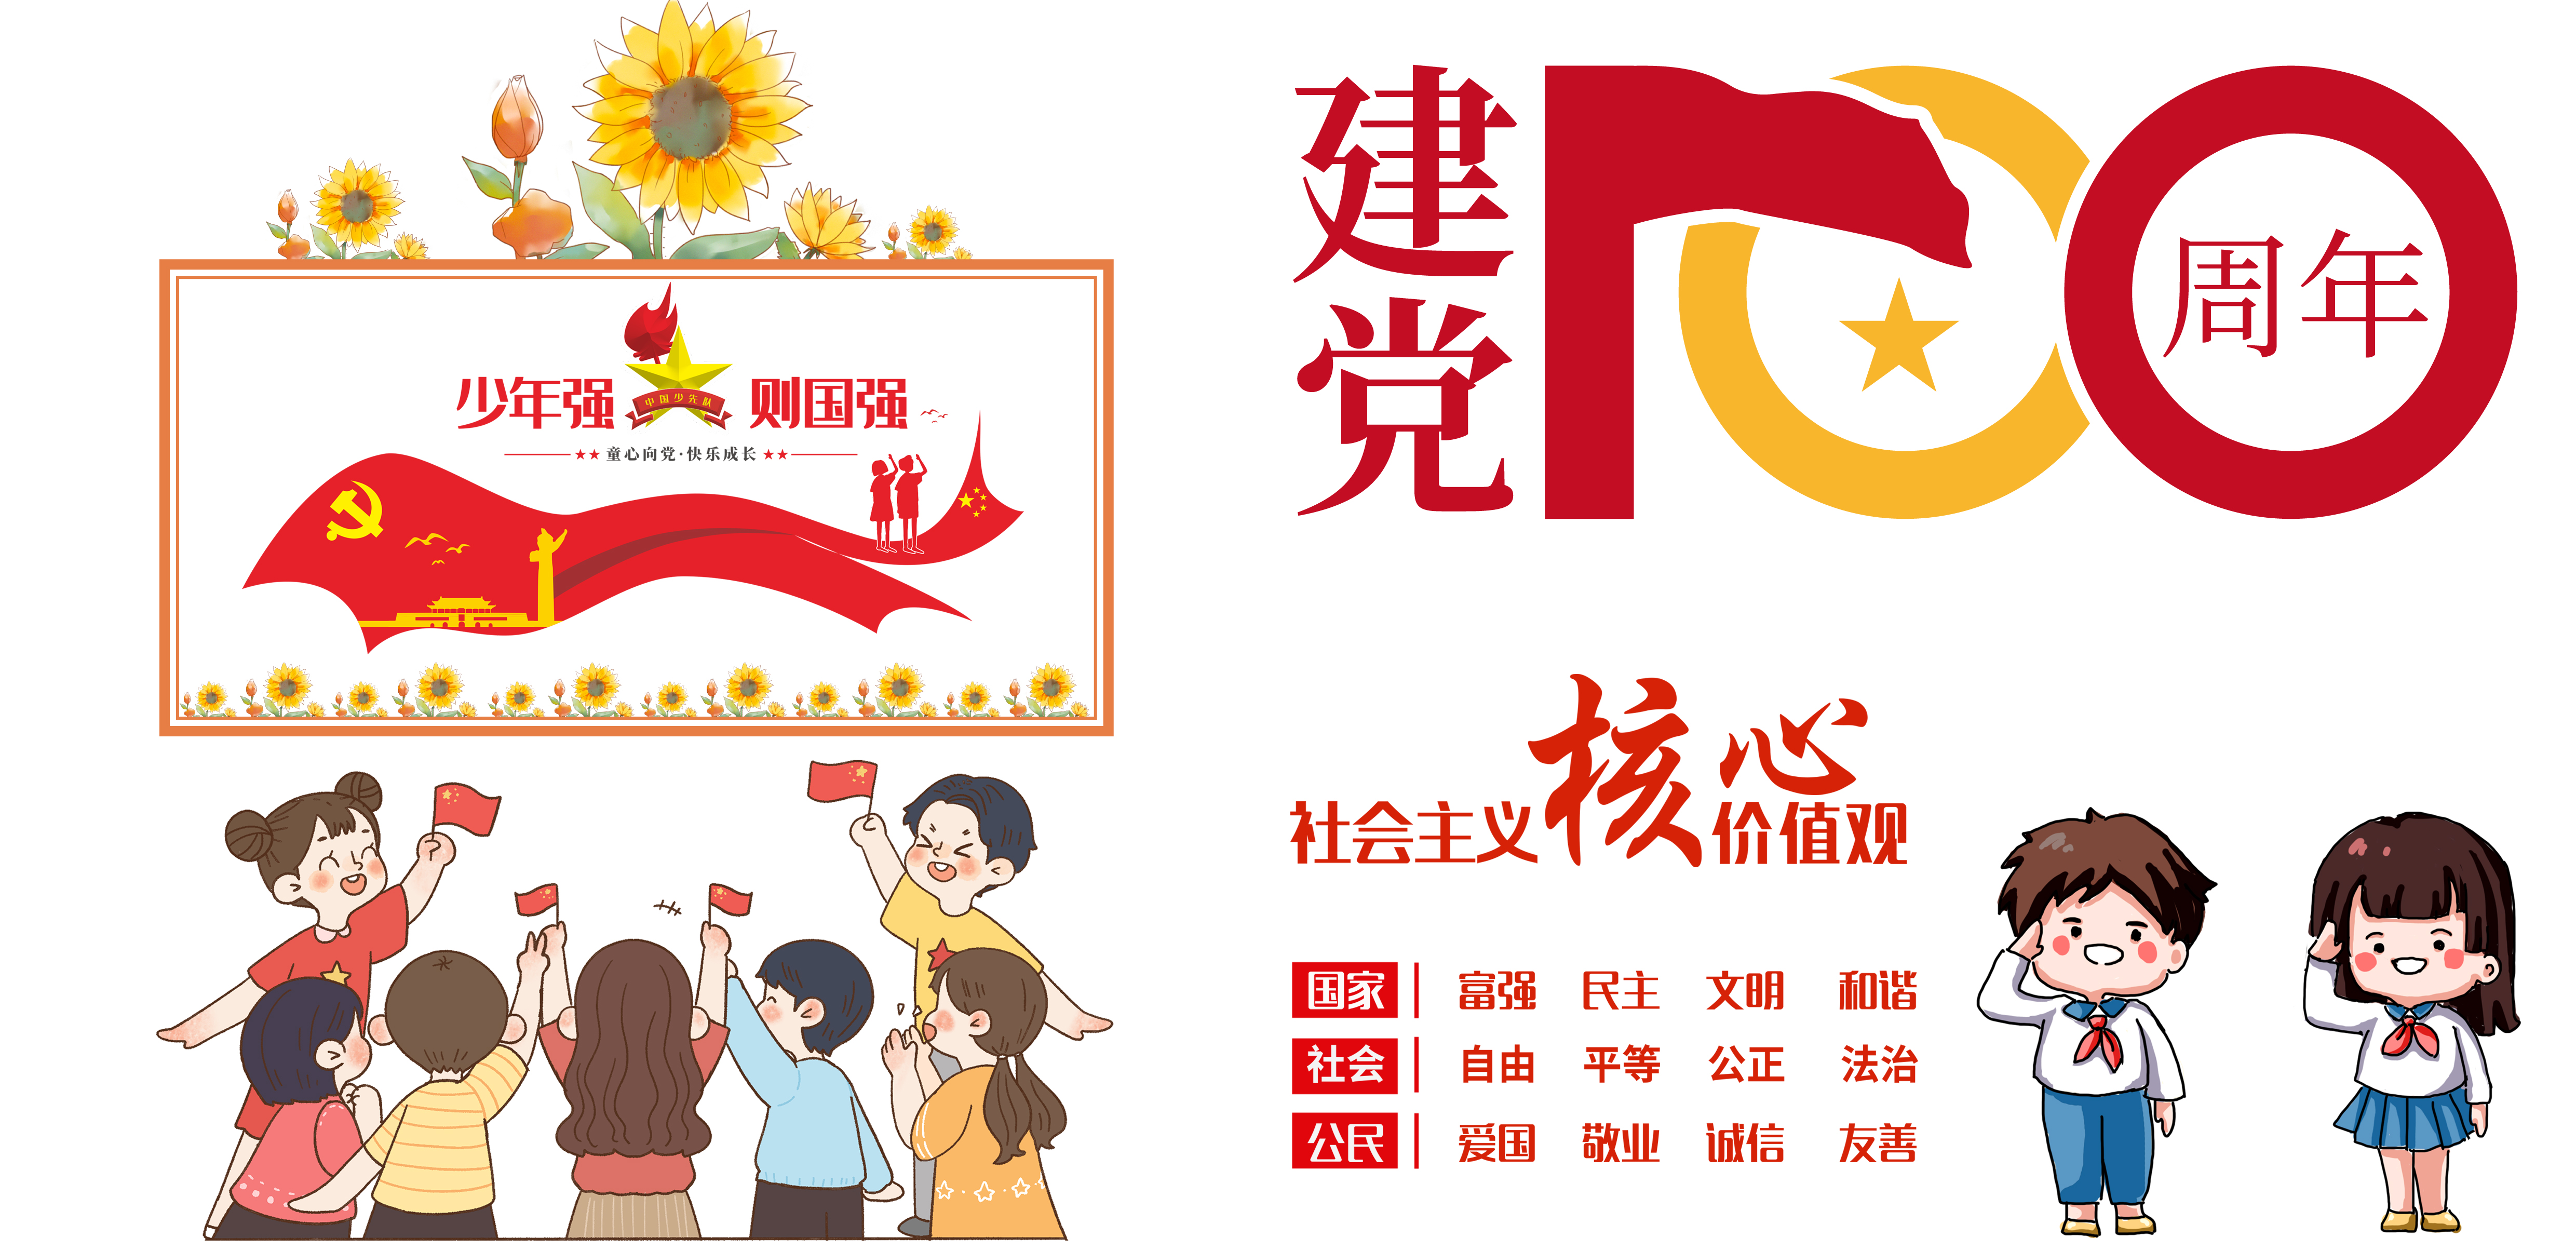 少年强 则国强
中国少先队
★★童心向党·快乐成长★★
建党100
周年
社会主义核心价值观
国家 富强 民主 文明 和谐
社会 自由 平等 公正 法治
公民 爱国 敬业 诚信 友善